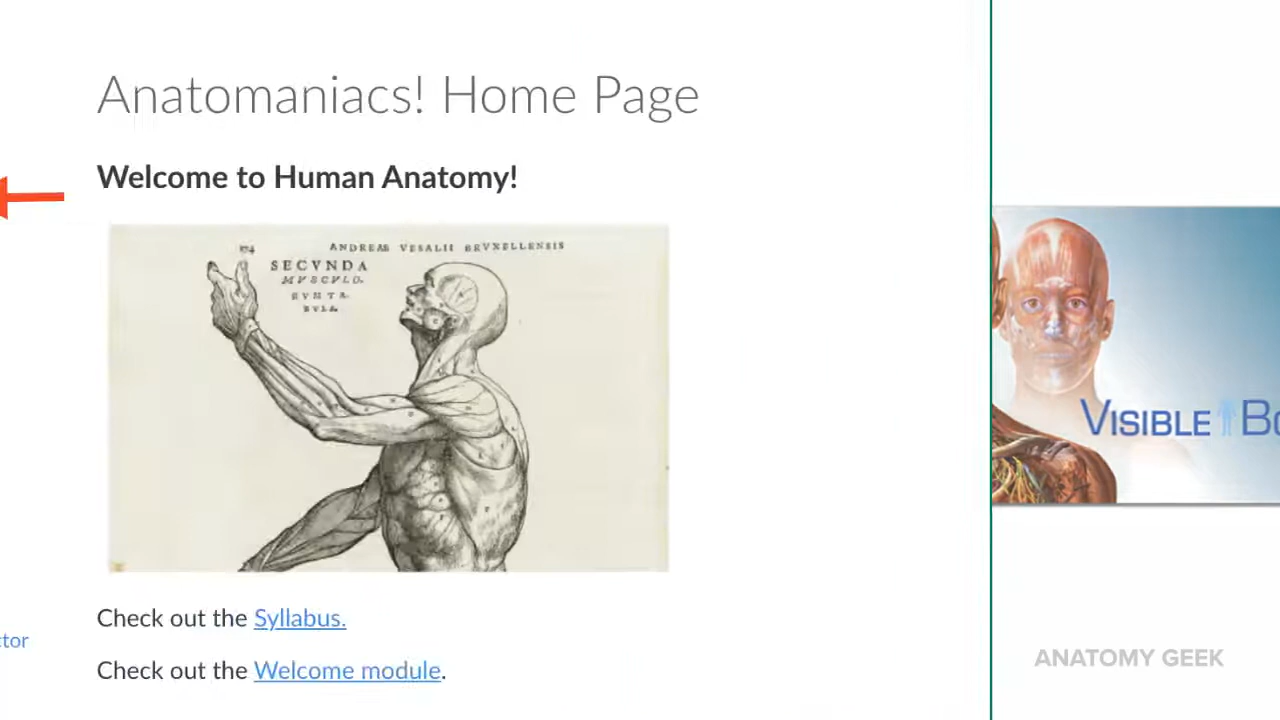 Anatomaniacs! Home Page
Welcome to Human Anatomy!
ANDREAE VESALII BRVXELLENSIS
SECVNDA
MVSCVLO.
Check out the Syllabus.
Check out the Welcome module.
tor
VISIBLE BO
ANATOMY GEEK